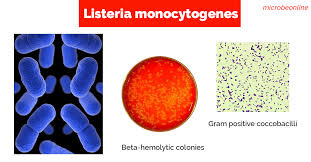 Listeria monocytogenes
microbeonline
Gram positive coccobacilli
Beta-hemolytic colonies